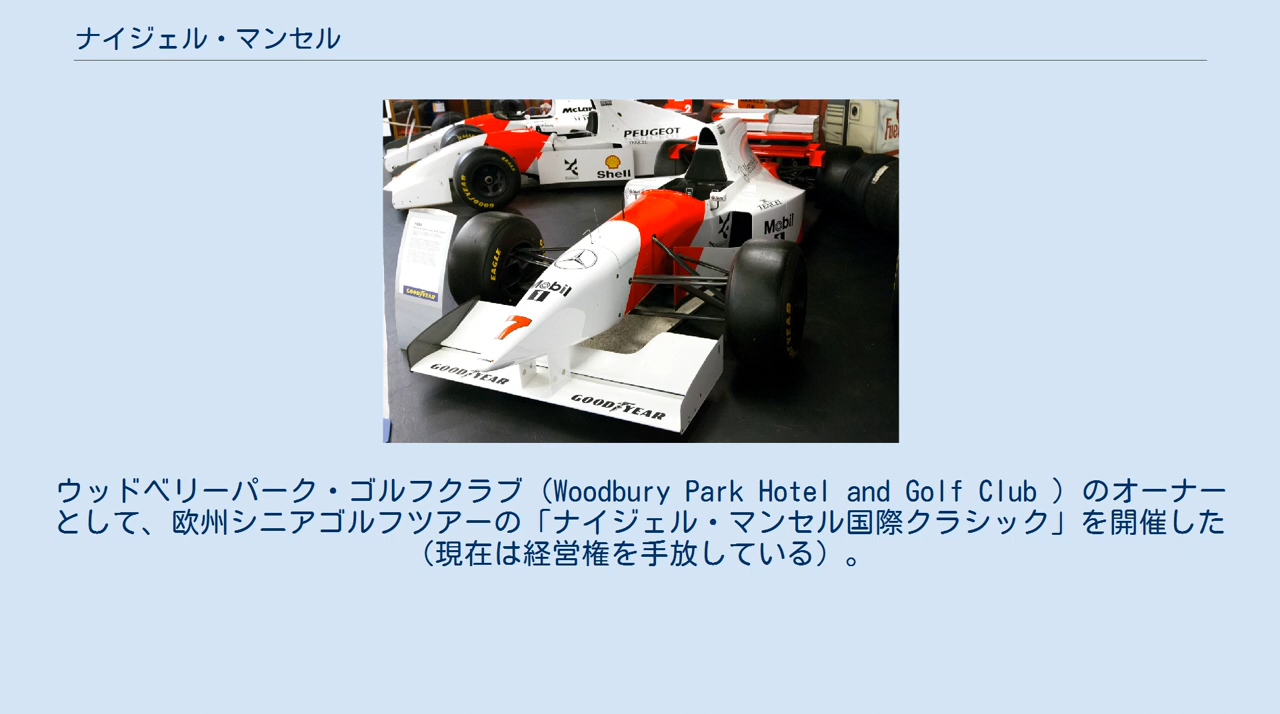 ナイジェル・マンセル
McLar
PEUGEOT
Shell
GOODYEAR
EAGLE
Mobil
1
Mobil
1
7
GOODYEAR
GOODYEAR
GOODYEAR
ウッドベリーパーク・ゴルフクラブ（Woodbury Park Hotel and Golf Club ）のオーナー
として、欧州シニアゴルフツアーの「ナイジェル・マンセル国際クラシック」を開催した
（現在は経営権を手放している）。